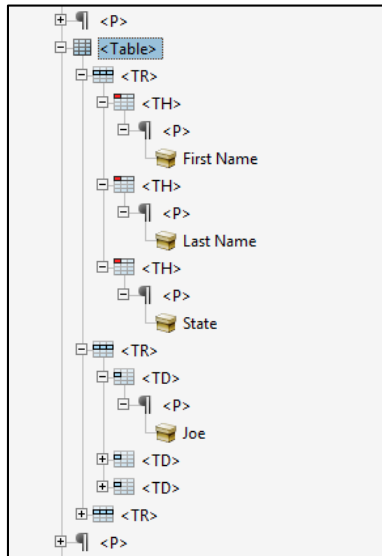 <P>
<Table>
<TR>
<TH>
<P>
First Name
<TH>
<P>
Last Name
<TH>
<P>
State
<TR>
<TD>
<P>
Joe
<TD>
<TD>
<TR>
<P>